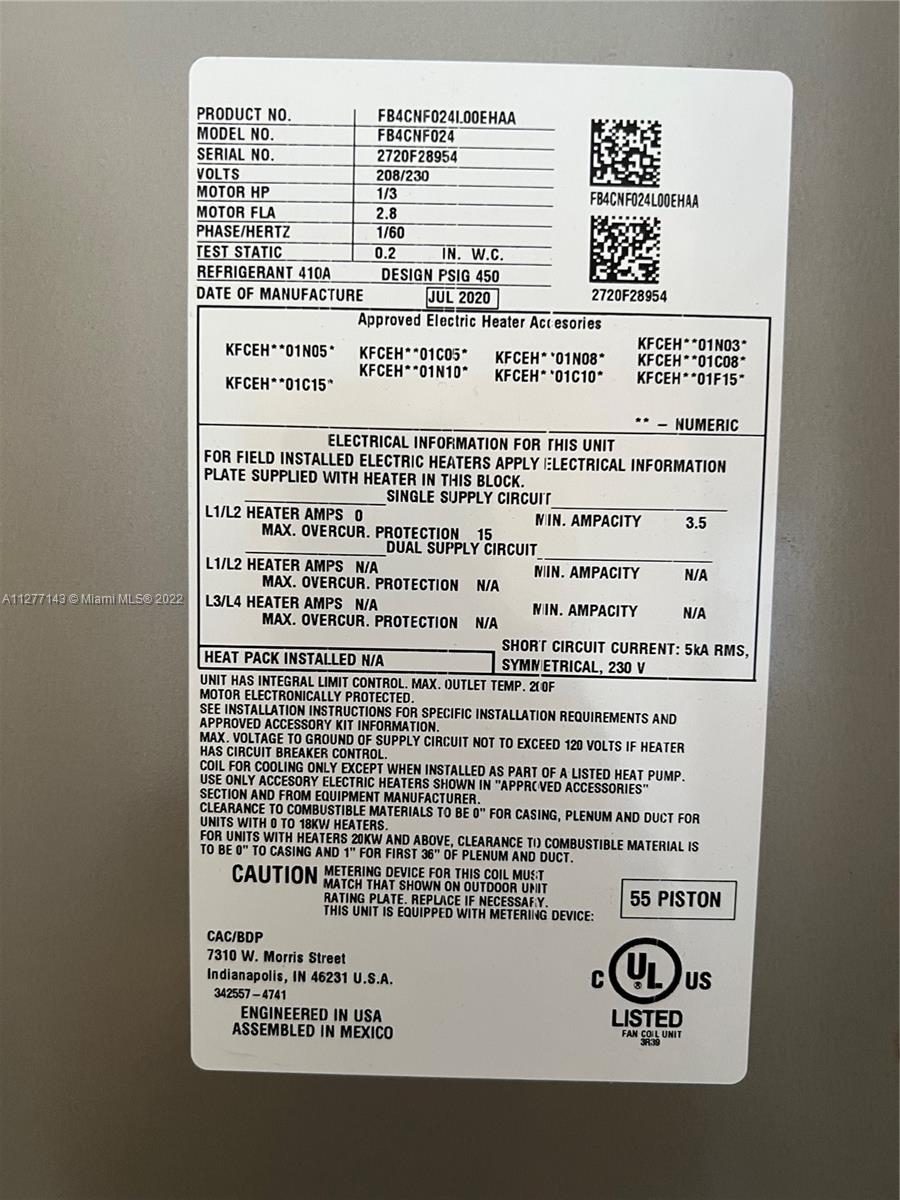 PRODUCT NO. FB4CNF024L00EHAA
MODEL NO. FB4CNF024
SERIAL NO. 2720F28954
VOLTS 208/230
MOTOR HP 1/3
MOTOR FLA 2.8
PHASE/HERTZ 1/60
TEST STATIC 0.2 IN. W.C.
REFRIGERANT 410A DESIGN PSIG 450
DATE OF MANUFACTURE JUL 2020
FB4CNF024L00EHAA
2720F28954
Approved Electric Heater Accesories
KFCEH**01N05* KFCEH**01C05* KFCEH**01N08* KFCEH**01N03*
KFCEH**01C08*
KFCEH**01C15* KFCEH**01N10* KFCEH**01C10* KFCEH**01F15*
** – NUMERIC
ELECTRICAL INFORMATION FOR THIS UNIT
FOR FIELD INSTALLED ELECTRIC HEATERS APPLY ELECTRICAL INFORMATION
PLATE SUPPLIED WITH HEATER IN THIS BLOCK.
SINGLE SUPPLY CIRCUIT
L1/L2 HEATER AMPS 0 MIN. AMPACITY 3.5
MAX. OVERCUR. PROTECTION 15
DUAL SUPPLY CIRCUIT
L1/L2 HEATER AMPS N/A MIN. AMPACITY N/A
MAX. OVERCUR. PROTECTION N/A
L3/L4 HEATER AMPS N/A MIN. AMPACITY N/A
MAX. OVERCUR. PROTECTION N/A
HEAT PACK INSTALLED N/A
SHORT CIRCUIT CURRENT: 5kA RMS,
SYMMETRICAL, 230 V
UNIT HAS INTEGRAL LIMIT CONTROL. MAX. OUTLET TEMP. 200F
MOTOR ELECTRONICALLY PROTECTED.
SEE INSTALLATION INSTRUCTIONS FOR SPECIFIC INSTALLATION REQUIREMENTS AND
APPROVED ACCESSORY KIT INFORMATION.
MAX. VOLTAGE TO GROUND OF SUPPLY CIRCUIT NOT TO EXCEED 120 VOLTS IF HEATER
HAS CIRCUIT BREAKER CONTROL.
COIL FOR COOLING ONLY EXCEPT WHEN INSTALLED AS PART OF A LISTED HEAT PUMP.
USE ONLY ACCESORY ELECTRIC HEATERS SHOWN IN "APPROVED ACCESSORIES"
SECTION AND FROM EQUIPMENT MANUFACTURER.
CLEARANCE TO COMBUSTIBLE MATERIALS TO BE 0" FOR CASING, PLENUM AND DUCT FOR
UNITS WITH 0 TO 18KW HEATERS.
FOR UNITS WITH HEATERS 20KW AND ABOVE, CLEARANCE TO COMBUSTIBLE MATERIAL IS
TO BE 0" TO CASING AND 1" FOR FIRST 36" OF PLENUM AND DUCT.
CAUTION METERING DEVICE FOR THIS COIL MUST
MATCH THAT SHOWN ON OUTDOOR UNIT
RATING PLATE. REPLACE IF NECESSARY.
THIS UNIT IS EQUIPPED WITH METERING DEVICE:
55 PISTON
CAC/BDP
7310 W. Morris Street
Indianapolis, IN 46231 U.S.A.
342557–4741
ENGINEERED IN USA
ASSEMBLED IN MEXICO
C UL ® US
LISTED
FAN COIL UNIT
3R39
A11277143 © Miami MLS® 2022